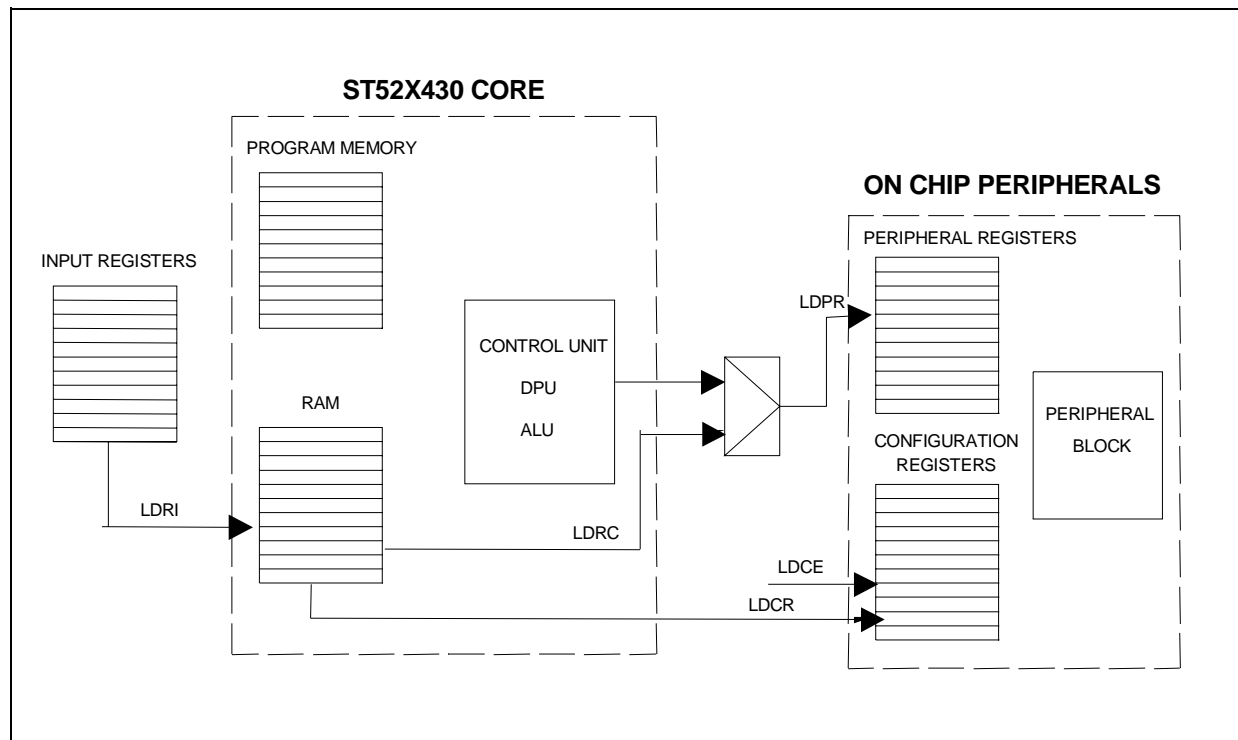 ST52X430 CORE
PROGRAM MEMORY
ON CHIP PERIPHERALS
PERIPHERAL REGISTERS
INPUT REGISTERS
LDPR
CONTROL UNIT
DPU
ALU
RAM
PERIPHERAL
BLOCK
CONFIGURATION
REGISTERS
LDRI
LDRC
LDCE
LDCR